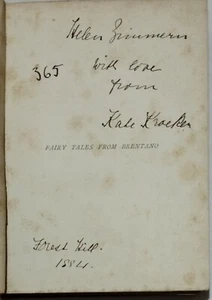 Helen Zimmern
365 With love
from
Kate Kroeker
FAIRY TALES FROM BRENTANO
Forest Hill.
1884.